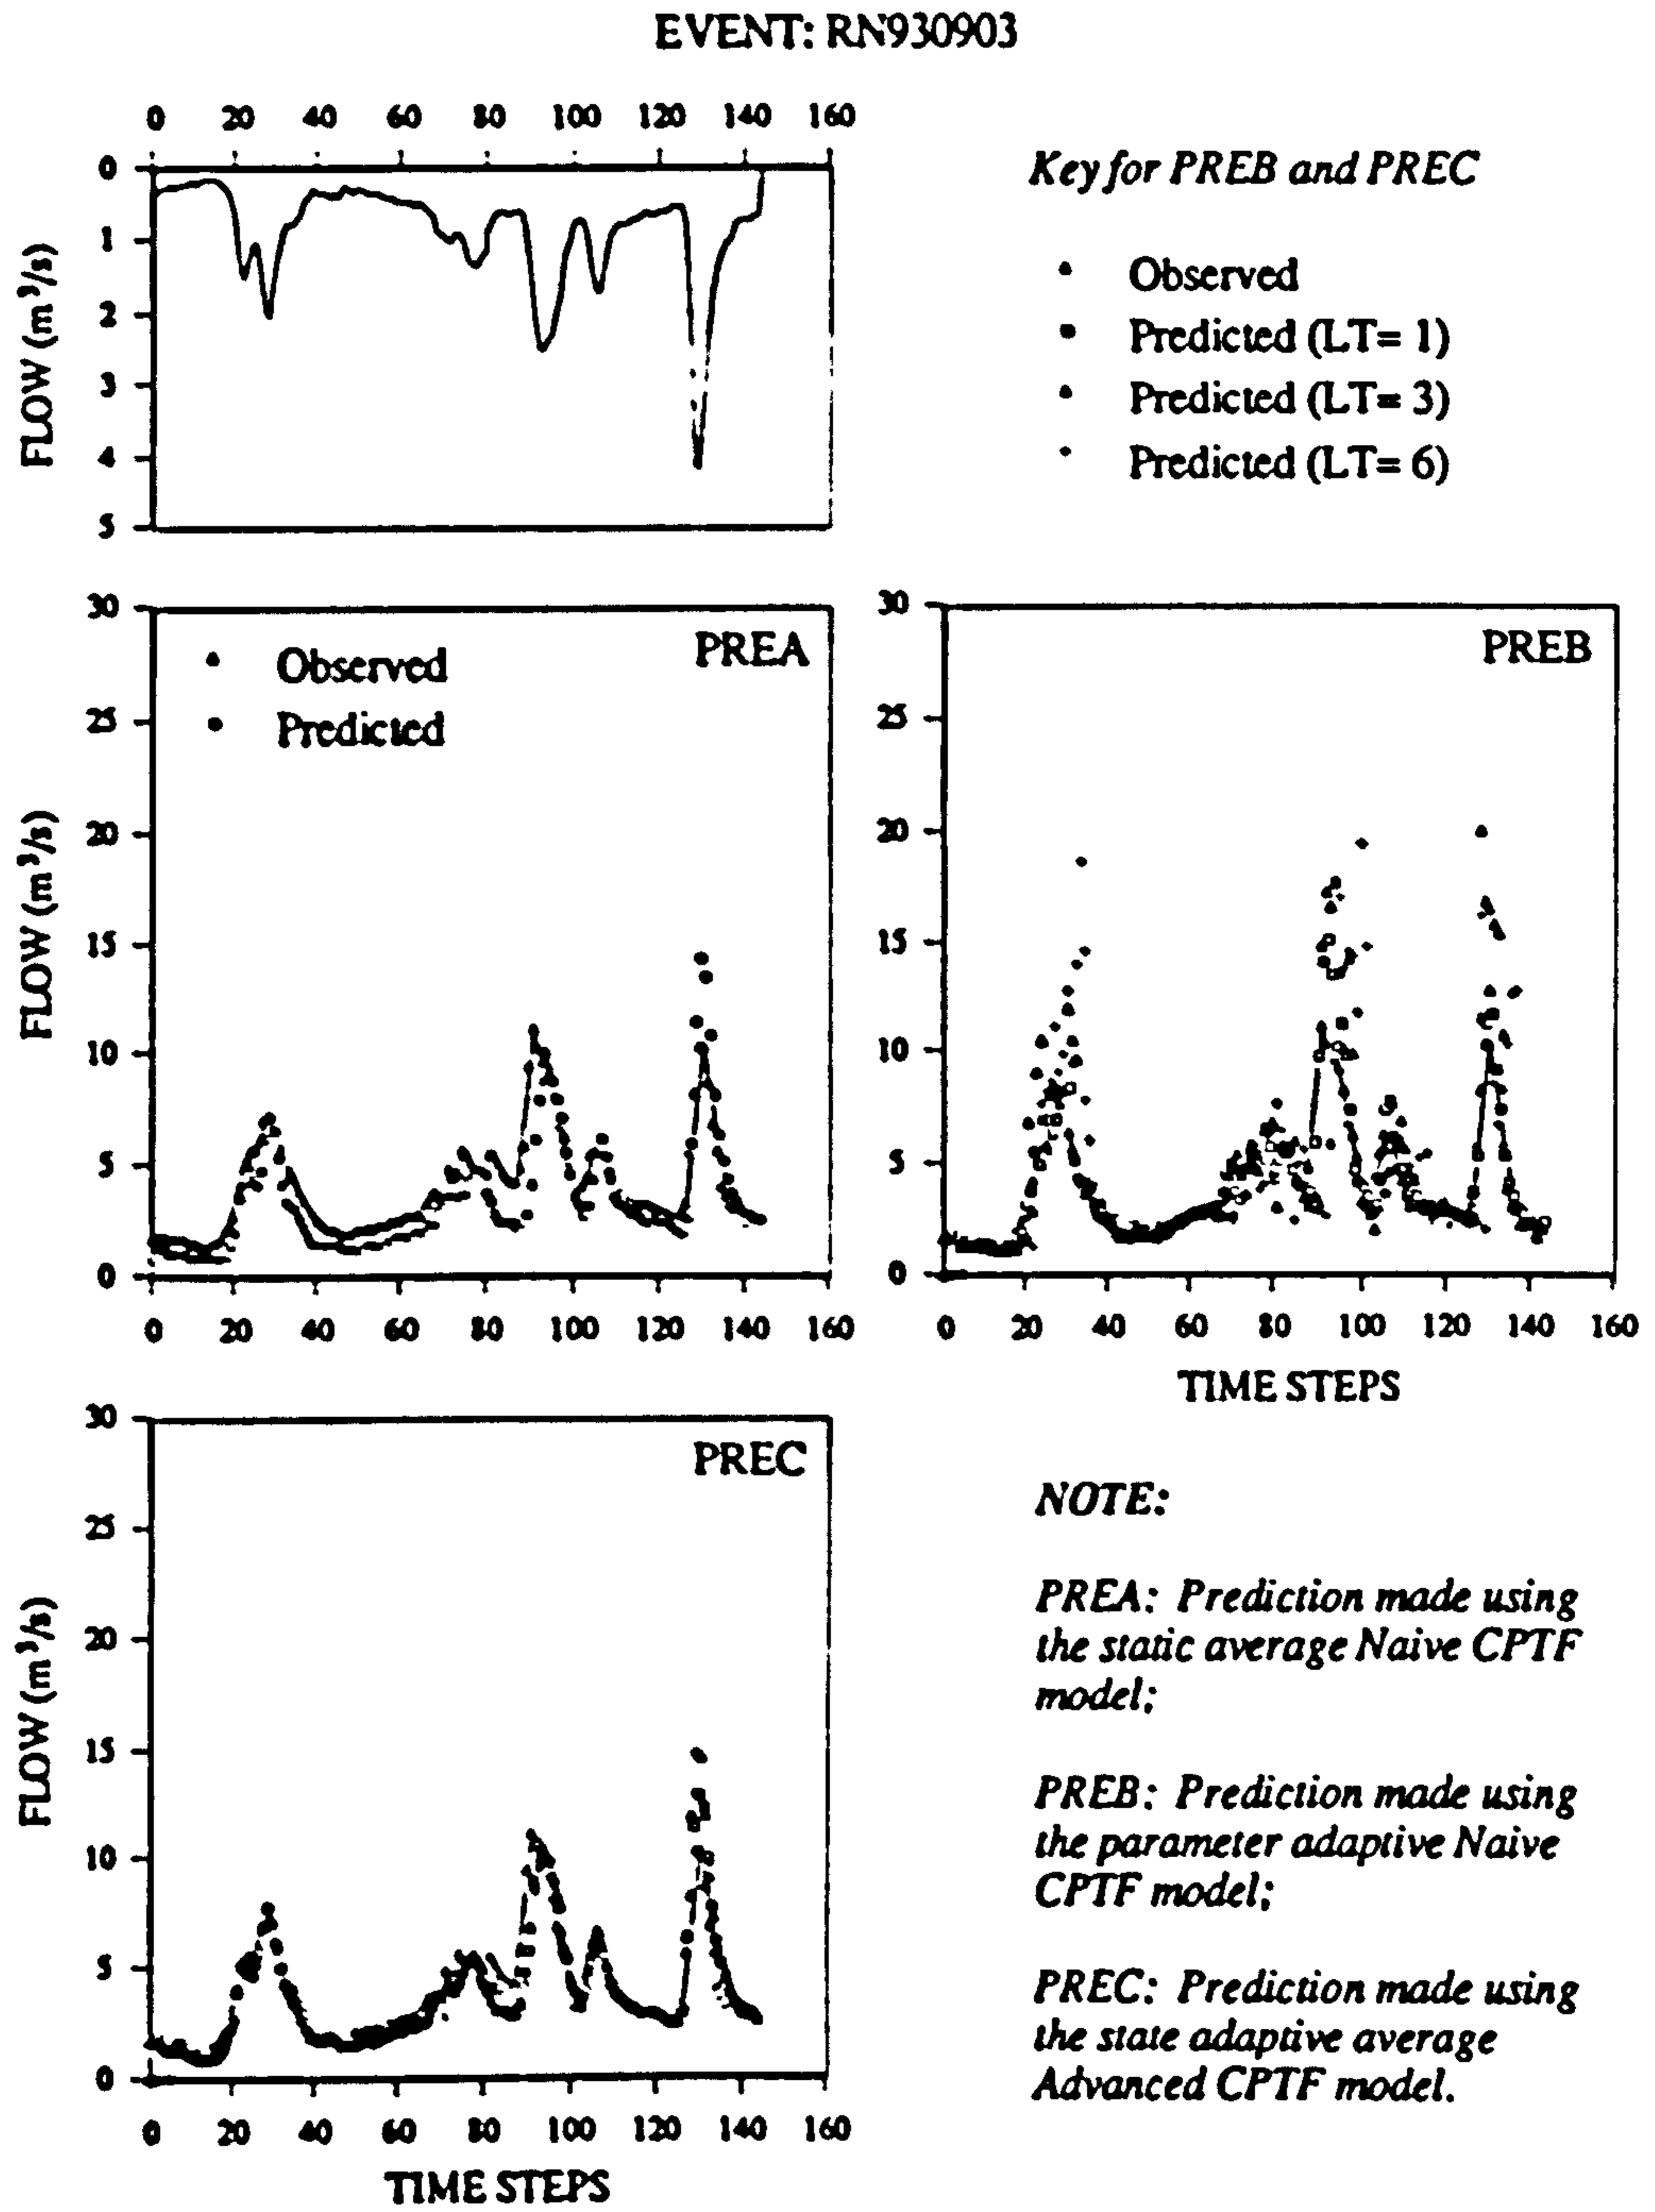 EVENT: RN930903
0 20 40 60 80 100 120 140 160
0
1
2
3
4
5
FLOW (m³/s)
Key for PREB and PREC
Observed
Predicted (LT= 1)
Predicted (LT= 3)
Predicted (LT= 6)
30
25
20
15
10
5
0
FLOW (m³/s)
PREA
Observed
Predicted
0 20 40 60 80 100 120 140 160
30
25
20
15
10
5
0
PREB
0 20 40 60 80 100 120 140 160
TIME STEPS
30
25
20
15
10
5
0
FLOW (m³/s)
PREC
0 20 40 60 80 100 120 140 160
TIME STEPS
NOTE:
PREA: Prediction made using
the static average Naive CPTF
model;
PREB: Prediction made using
the parameter adaptive Naive
CPTF model;
PREC: Prediction made using
the state adaptive average
Advanced CPTF model.